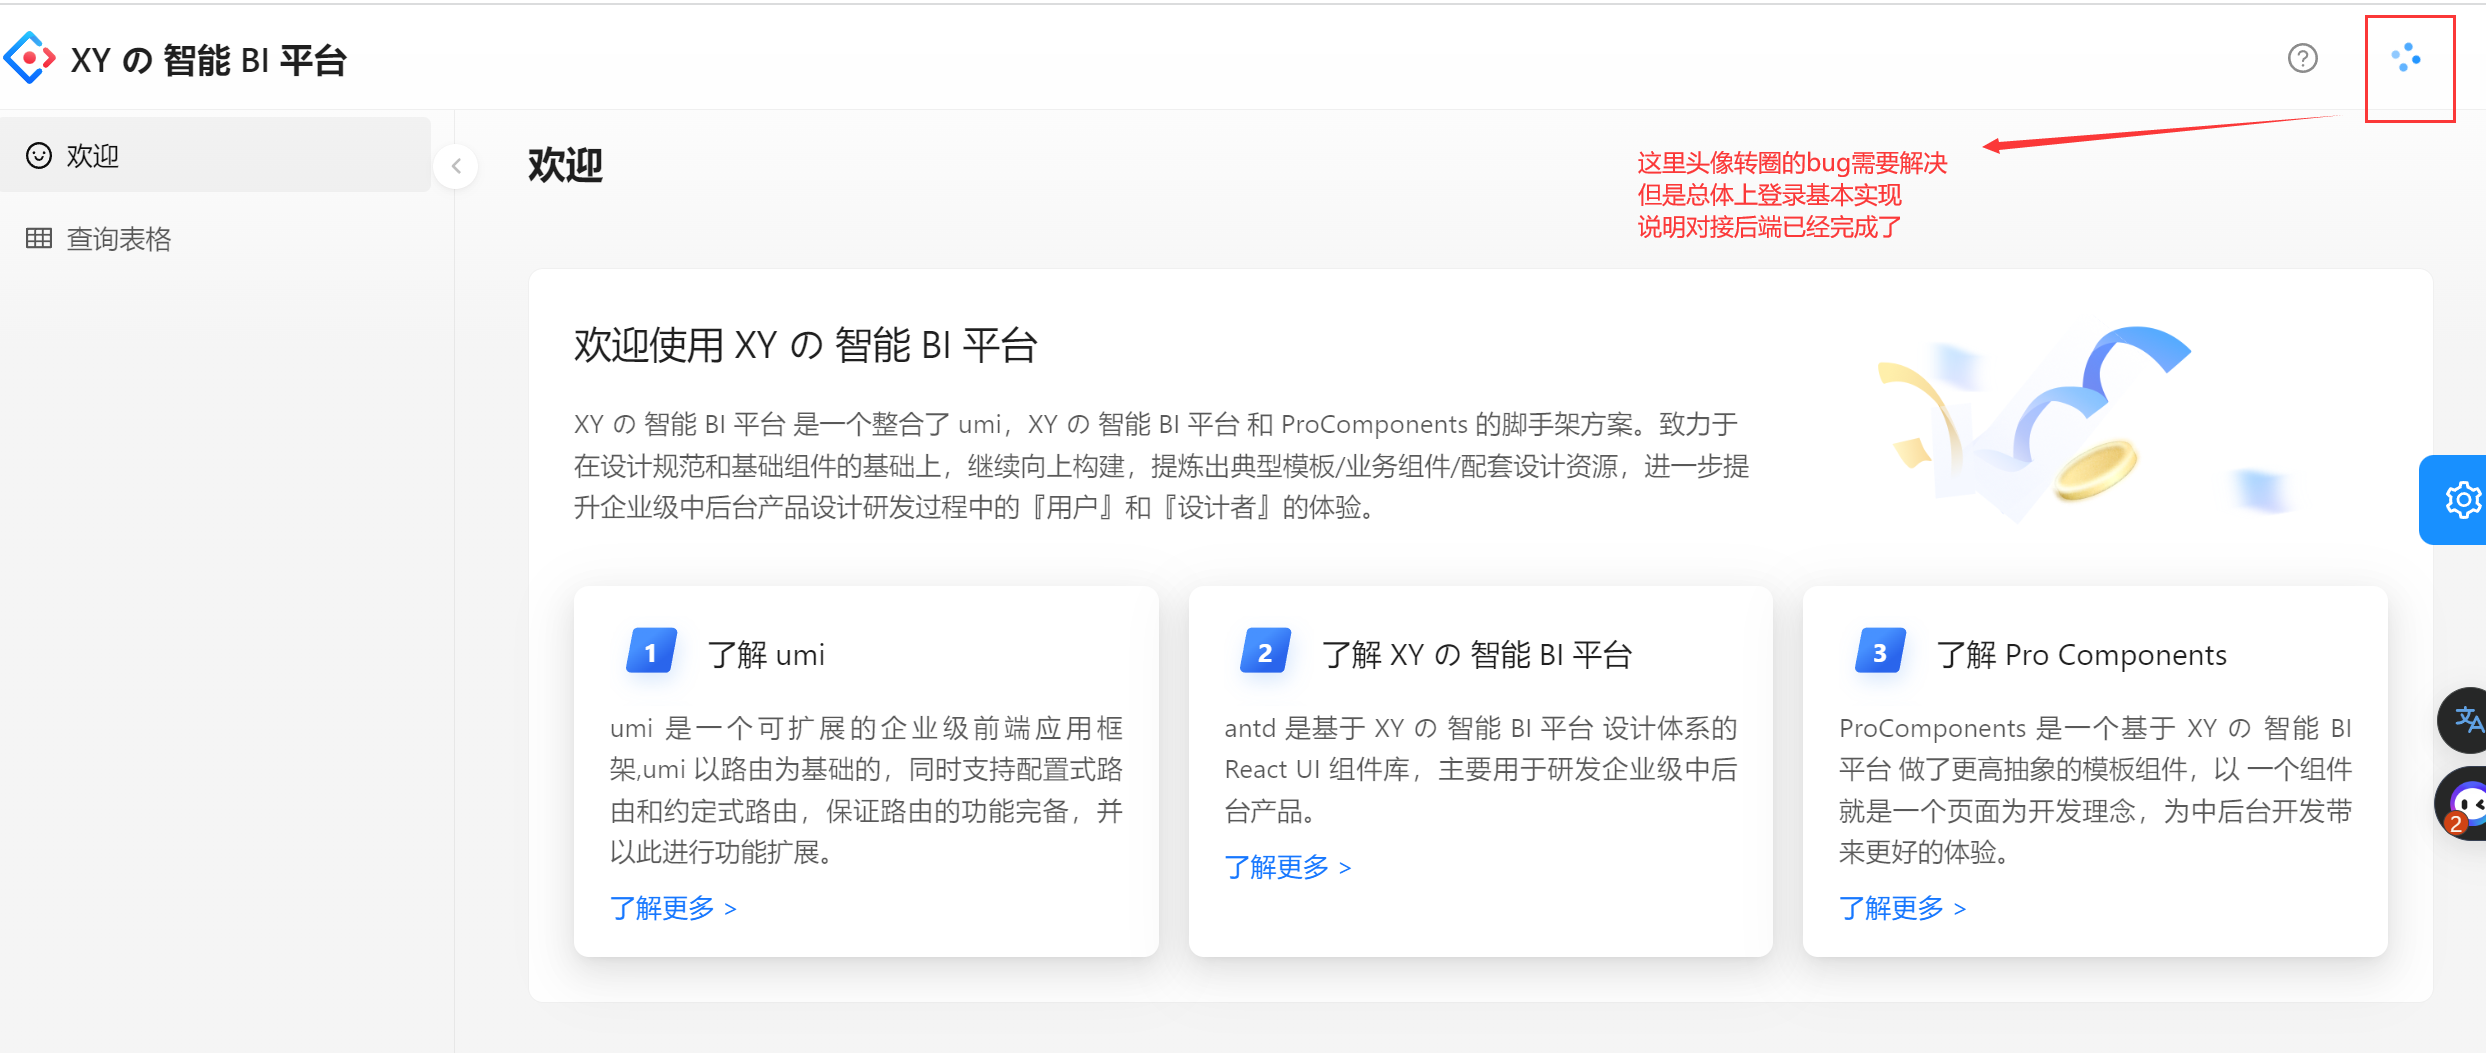 XY の 智能 BI 平台
欢迎
查询表格
欢迎
这里头像转圈的bug需要解决
但是总体上登录基本实现
说明对接后端已经完成了
欢迎使用 XY の 智能 BI 平台
XY の 智能 BI 平台 是一个整合了 umi，XY の 智能 BI 平台 和 ProComponents 的脚手架方案。致力于
在设计规范和基础组件的基础上，继续向上构建，提炼出典型模板/业务组件/配套设计资源，进一步提
升企业级中后台产品设计研发过程中的『用户』和『设计者』的体验。
1
了解 umi
umi 是一个可扩展的企业级前端应用框
架,umi 以路由为基础的，同时支持配置式路
由和约定式路由，保证路由的功能完备，并
以此进行功能扩展。
了解更多 >
2
了解 XY の 智能 BI 平台
antd 是基于 XY の 智能 BI 平台 设计体系的
React UI 组件库，主要用于研发企业级中后
台产品。
了解更多 >
3
了解 Pro Components
ProComponents 是一个基于 XY の 智能 BI
平台 做了更高抽象的模板组件，以 一个组件
就是一个页面为开发理念，为中后台开发带
来更好的体验。
了解更多 >
文A
2